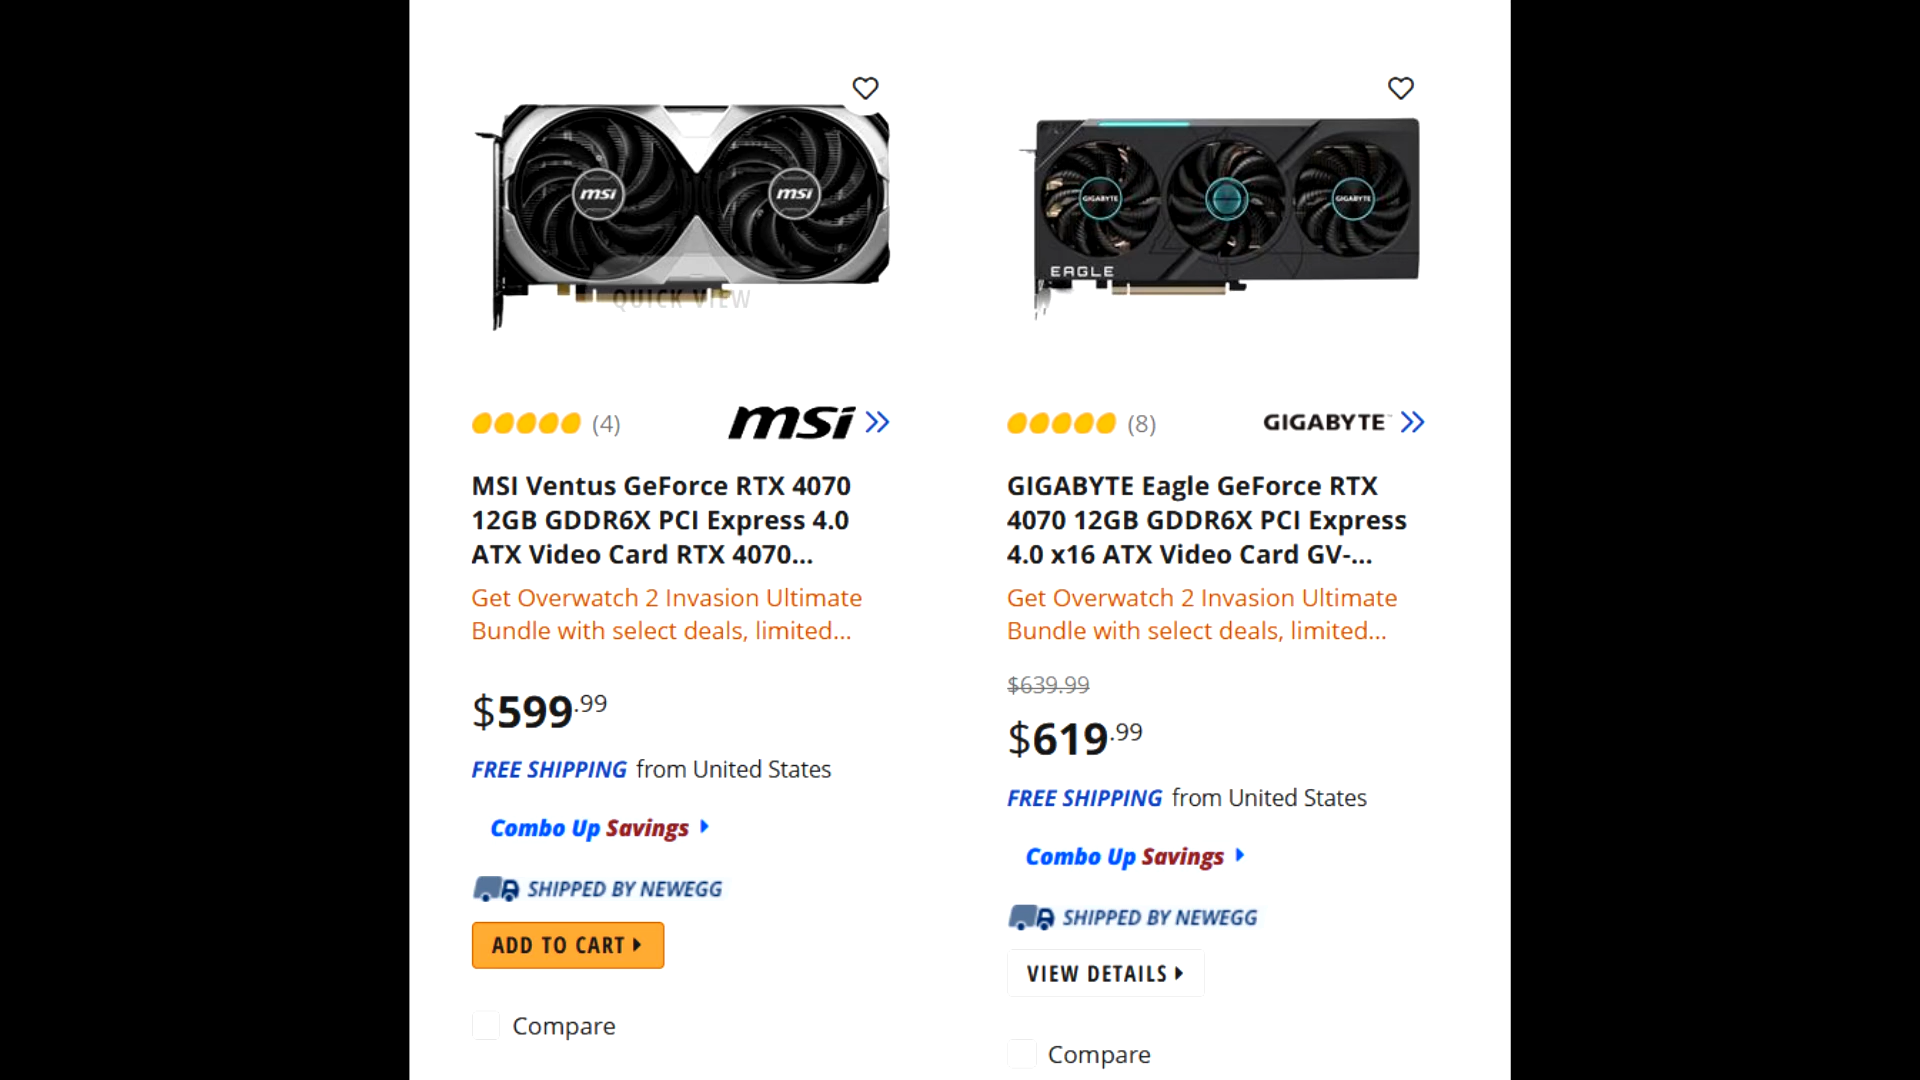 msi
msi
QUICK VIEW
(4)
msi
MSI Ventus GeForce RTX 4070
12GB GDDR6X PCI Express 4.0
ATX Video Card RTX 4070...
Get Overwatch 2 Invasion Ultimate
Bundle with select deals, limited...
$599.99
FREE SHIPPING from United States
Combo Up Savings
SHIPPED BY NEWEGG
ADD TO CART
Compare
GIGABYTE
GIGABYTE
EAGLE
(8)
GIGABYTE™
GIGABYTE Eagle GeForce RTX
4070 12GB GDDR6X PCI Express
4.0 x16 ATX Video Card GV-...
Get Overwatch 2 Invasion Ultimate
Bundle with select deals, limited...
$639.99
$619.99
FREE SHIPPING from United States
Combo Up Savings
SHIPPED BY NEWEGG
VIEW DETAILS
Compare